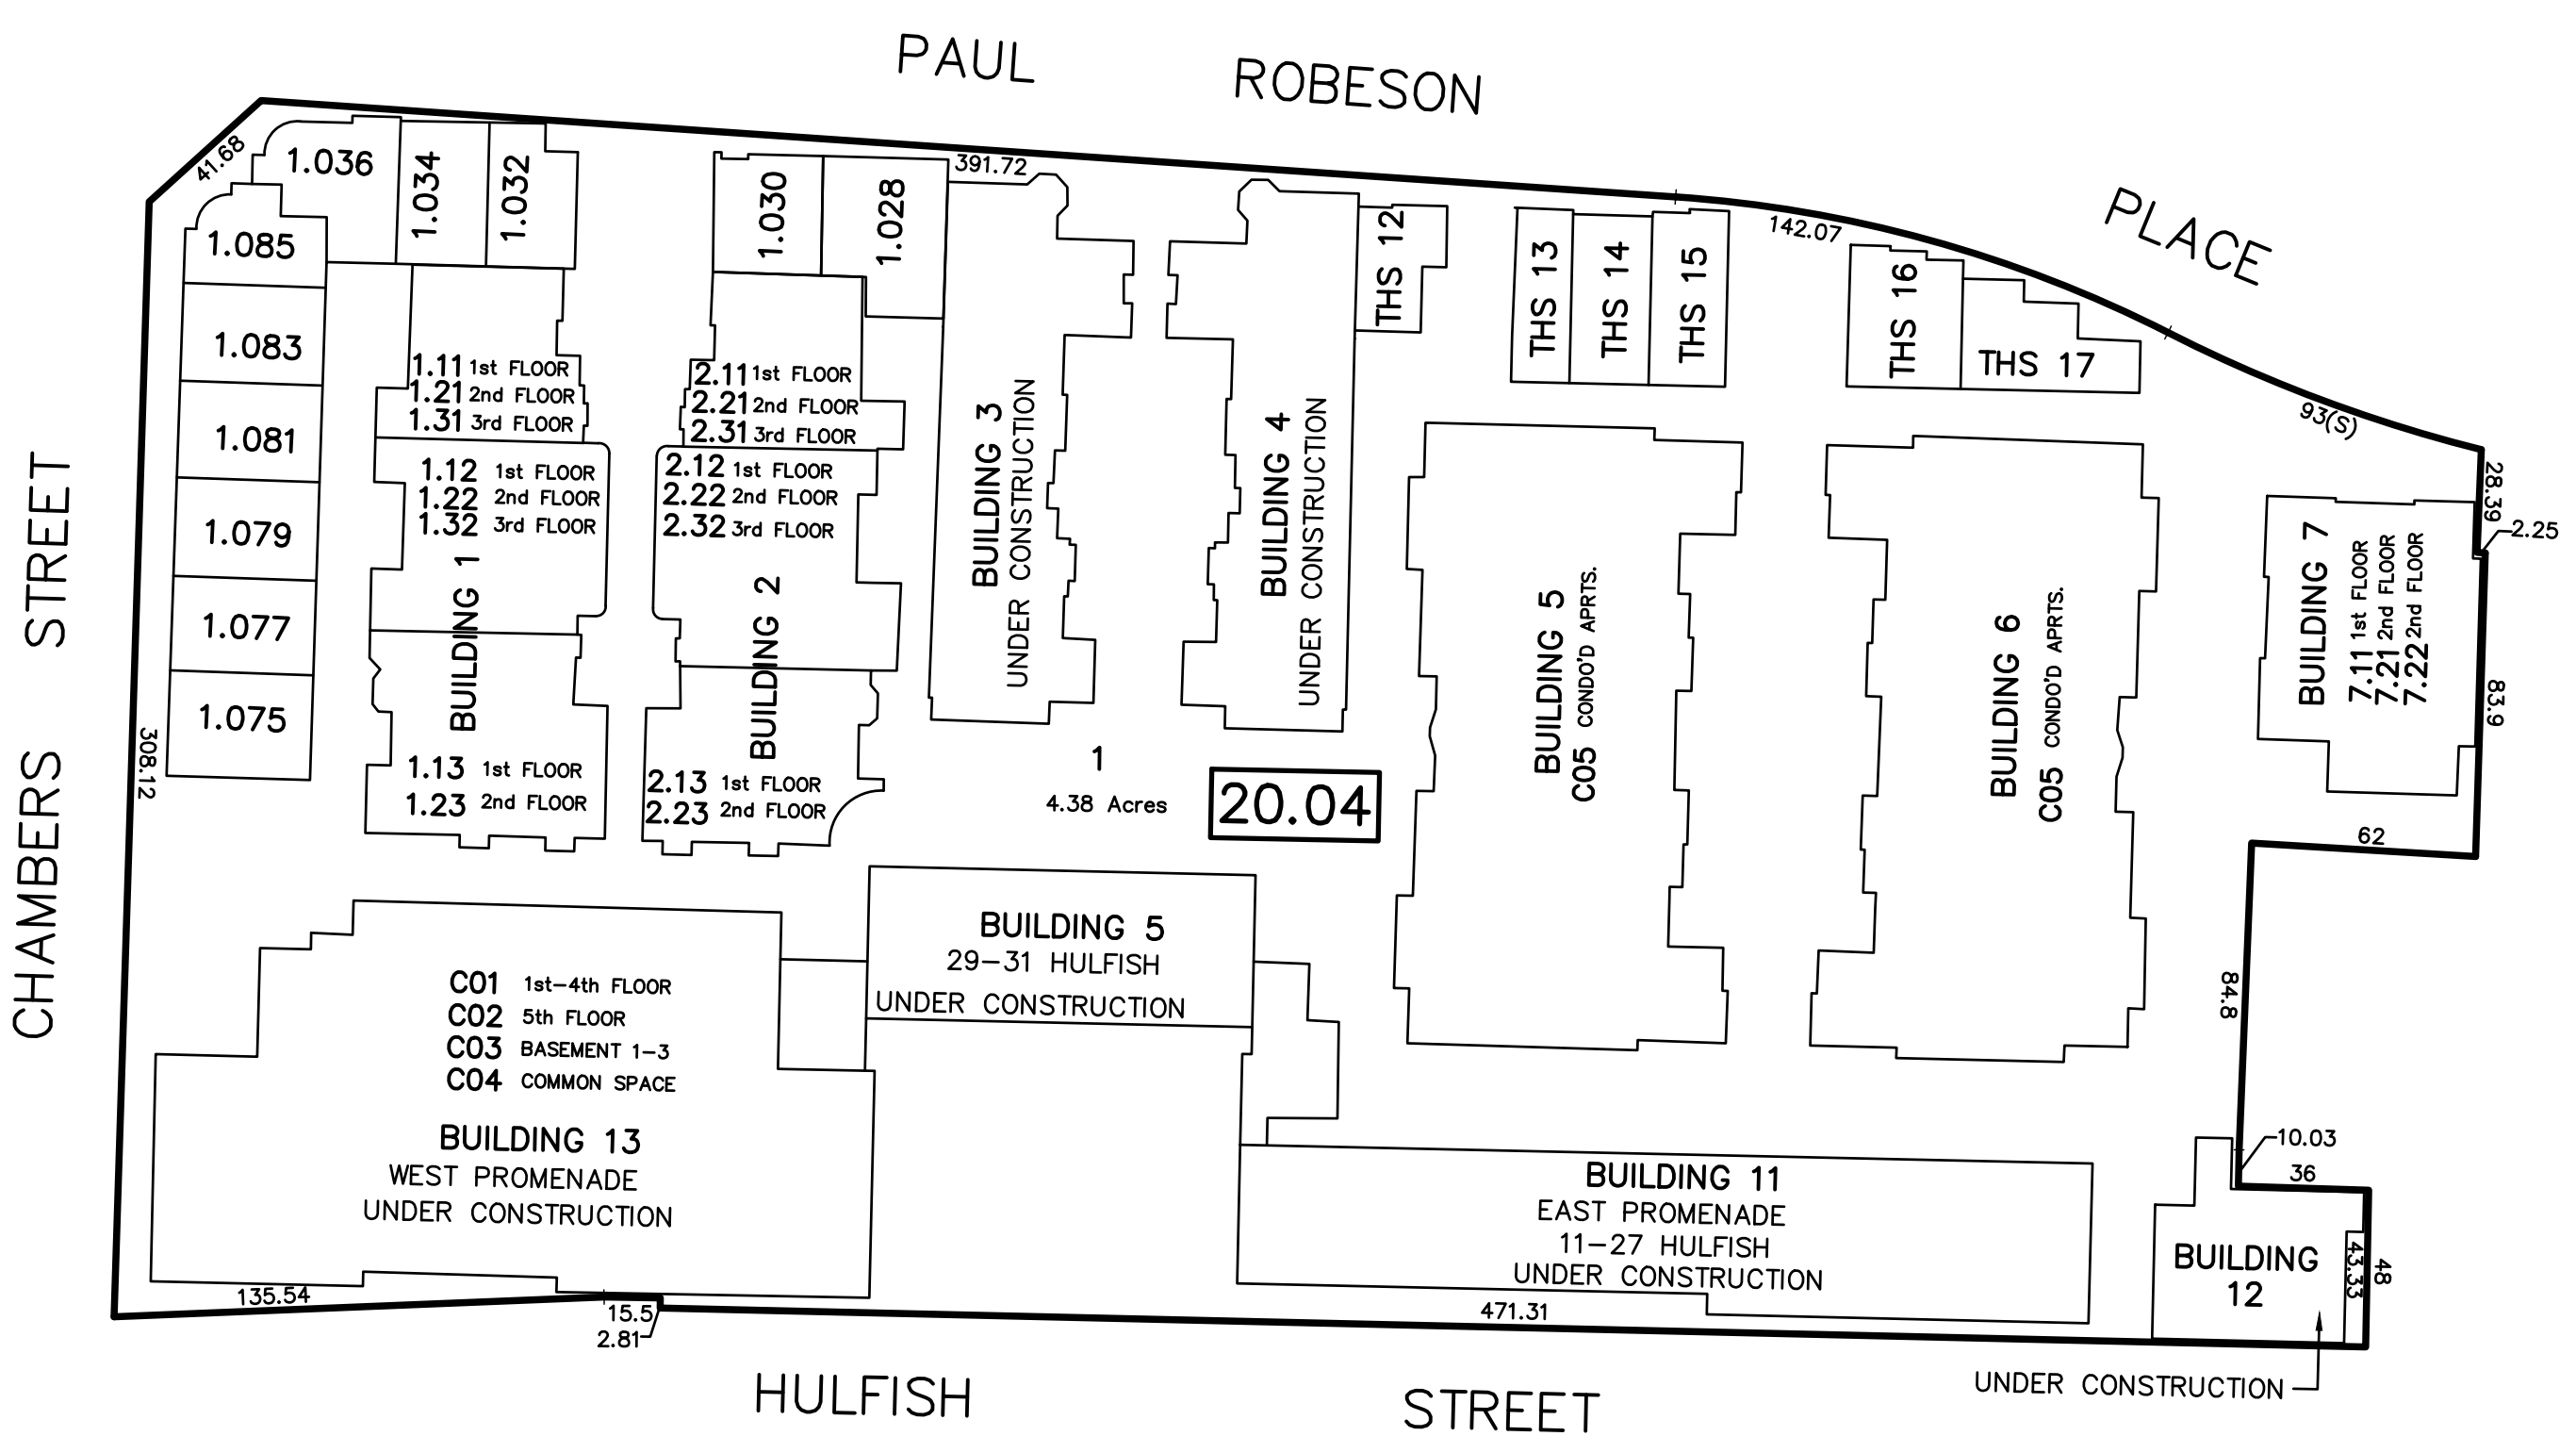 PAUL ROBESON PLACE
CHAMBERS STREET
HULFISH STREET
41.68
391.72
142.07
93(S)
28.39
2.25
83.9
62
84.8
10.03
36
48
43.33
471.31
2.81
15.5
135.54
308.12
1.036
1.034
1.032
1.030
1.028
1.085
1.083
1.081
1.079
1.077
1.075
THS 12
THS 13
THS 14
THS 15
THS 16
THS 17
1.11 1st FLOOR
1.21 2nd FLOOR
1.31 3rd FLOOR
1.12 1st FLOOR
1.22 2nd FLOOR
1.32 3rd FLOOR
BUILDING 1
1.13 1st FLOOR
1.23 2nd FLOOR
2.11 1st FLOOR
2.21 2nd FLOOR
2.31 3rd FLOOR
2.12 1st FLOOR
2.22 2nd FLOOR
2.32 3rd FLOOR
BUILDING 2
2.13 1st FLOOR
2.23 2nd FLOOR
BUILDING 3
UNDER CONSTRUCTION
BUILDING 4
UNDER CONSTRUCTION
1
4.38 Acres
20.04
BUILDING 5
C05 CONDO'D APRTS.
BUILDING 6
C05 CONDO'D APRTS.
BUILDING 7
7.11 1st FLOOR
7.21 2nd FLOOR
7.22 2nd FLOOR
BUILDING 5
29-31 HULFISH
UNDER CONSTRUCTION
C01 1st-4th FLOOR
C02 5th FLOOR
C03 BASEMENT 1-3
C04 COMMON SPACE
BUILDING 13
WEST PROMENADE
UNDER CONSTRUCTION
BUILDING 11
EAST PROMENADE
11-27 HULFISH
UNDER CONSTRUCTION
BUILDING
12
UNDER CONSTRUCTION